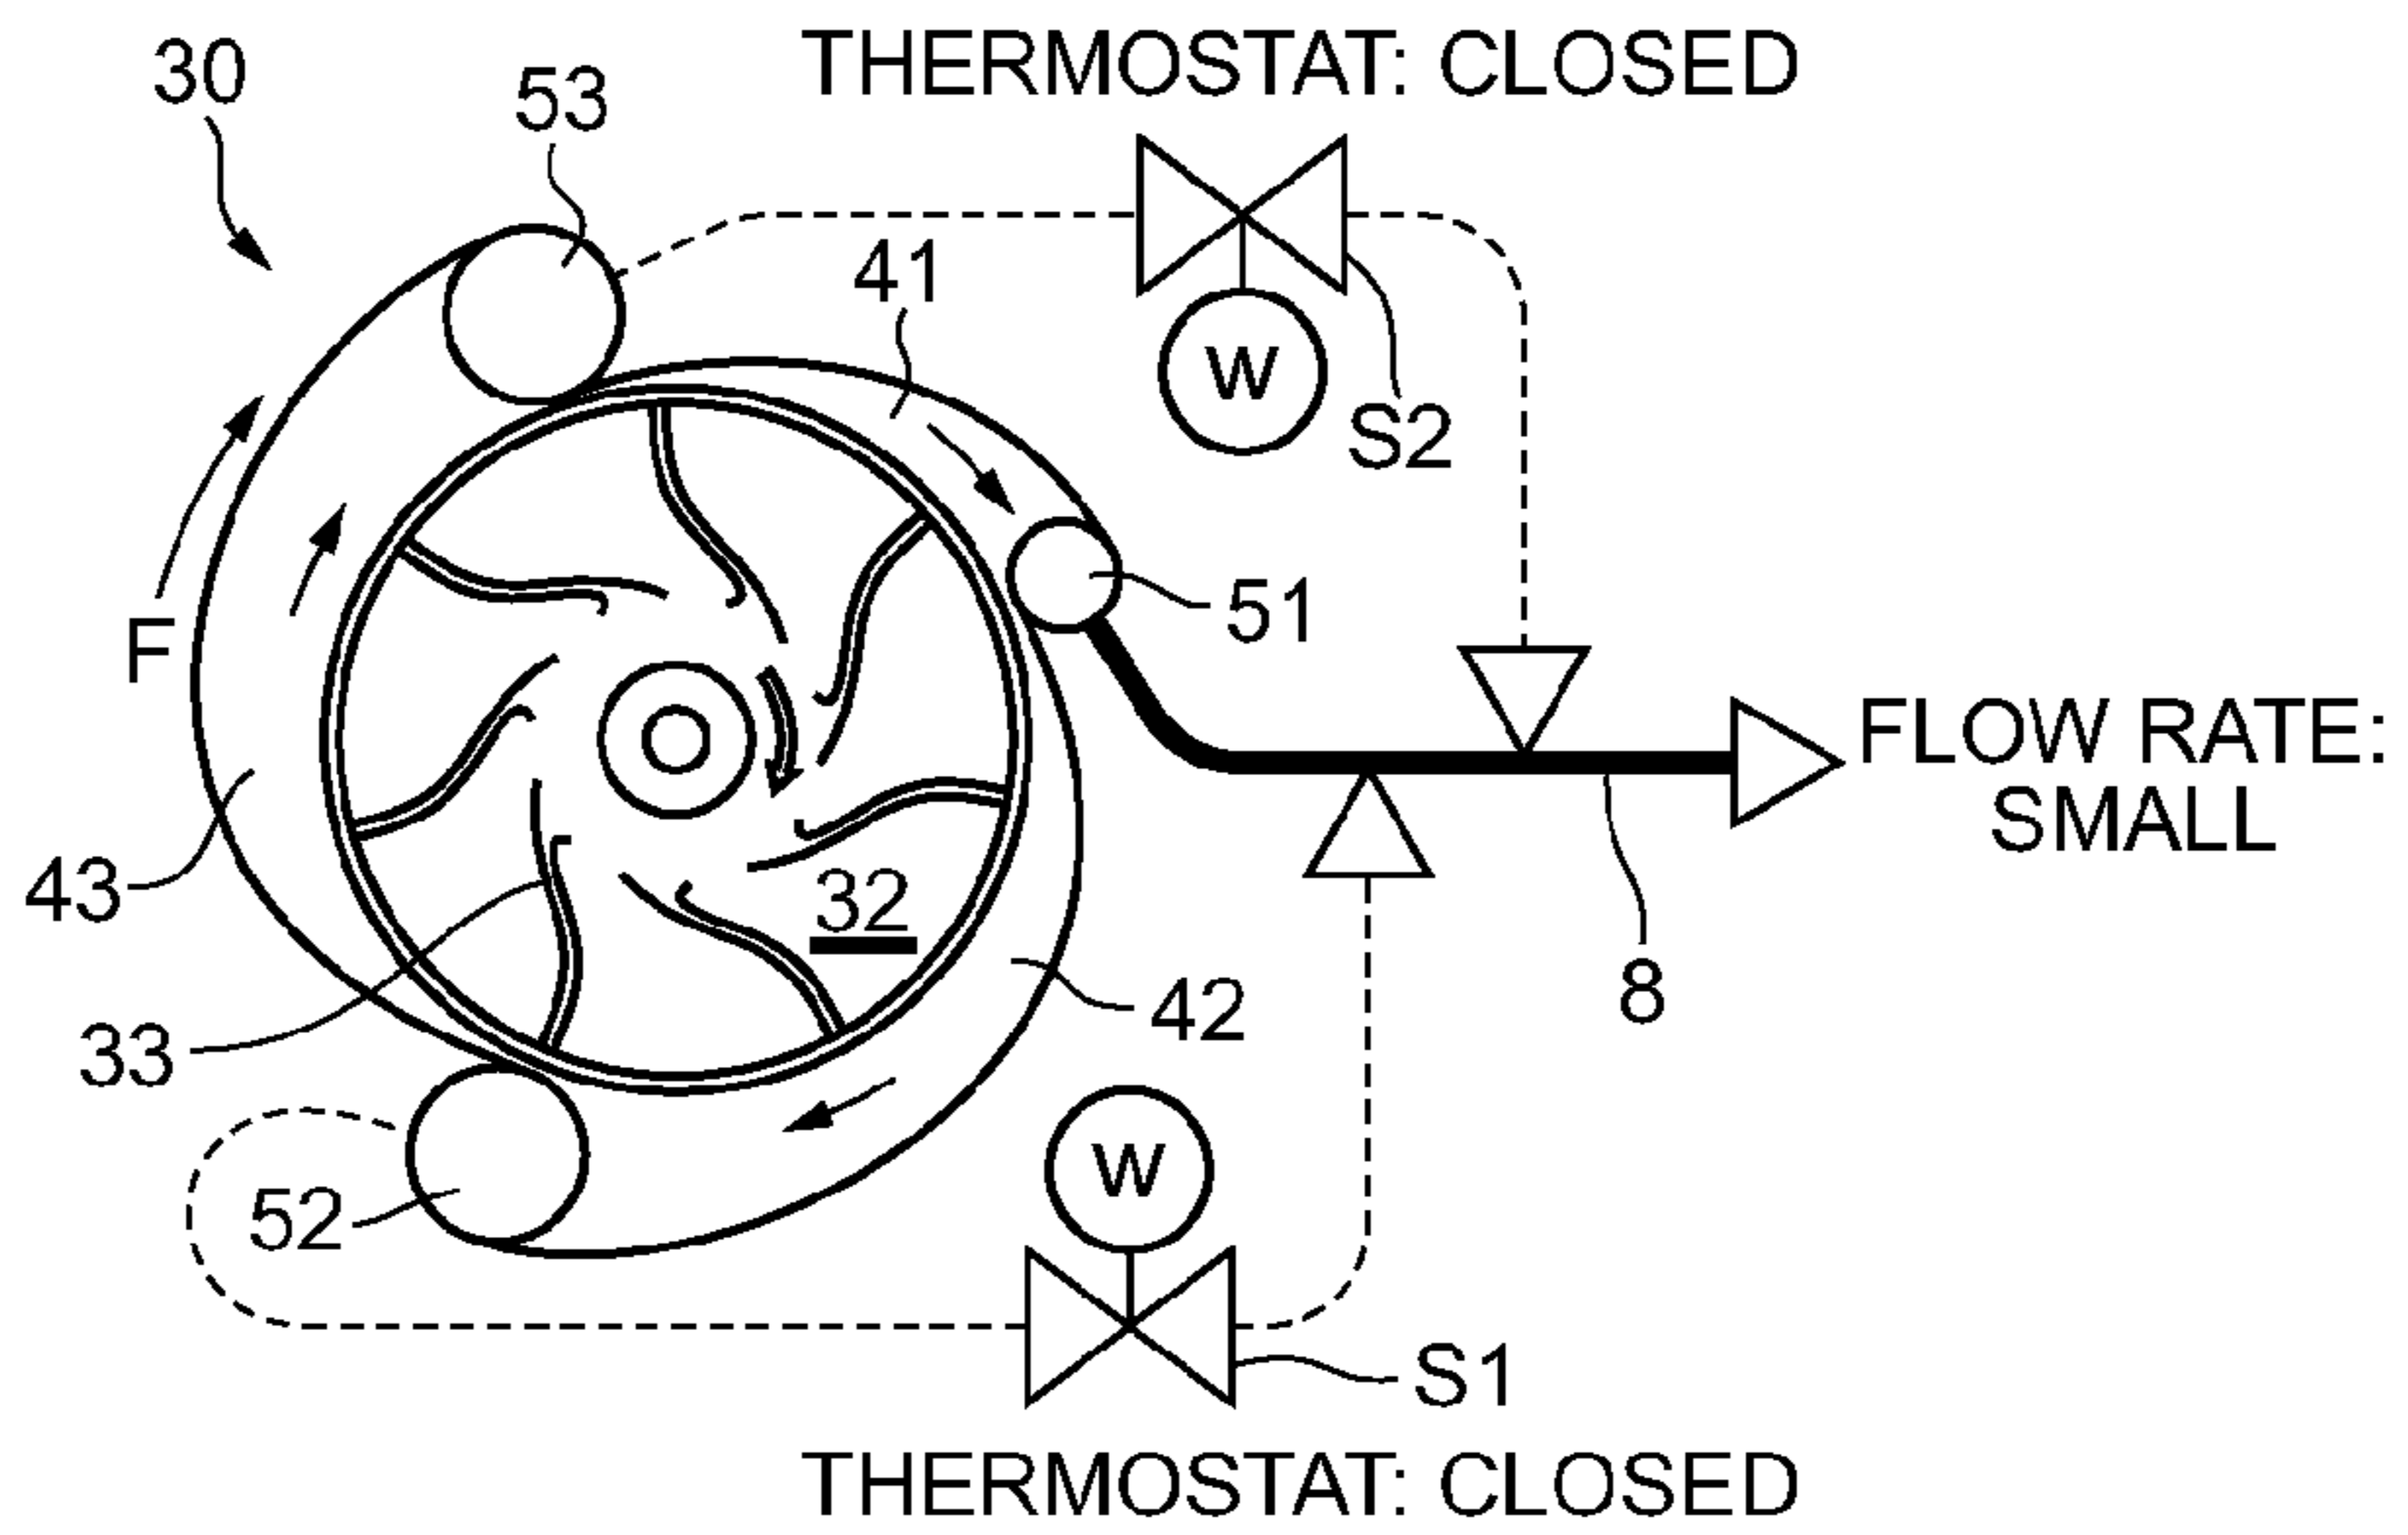 THERMOSTAT: CLOSED
30
53
41
W
S2
51
F
FLOW RATE:
SMALL
43
32
42
8
33
W
52
S1
THERMOSTAT: CLOSED